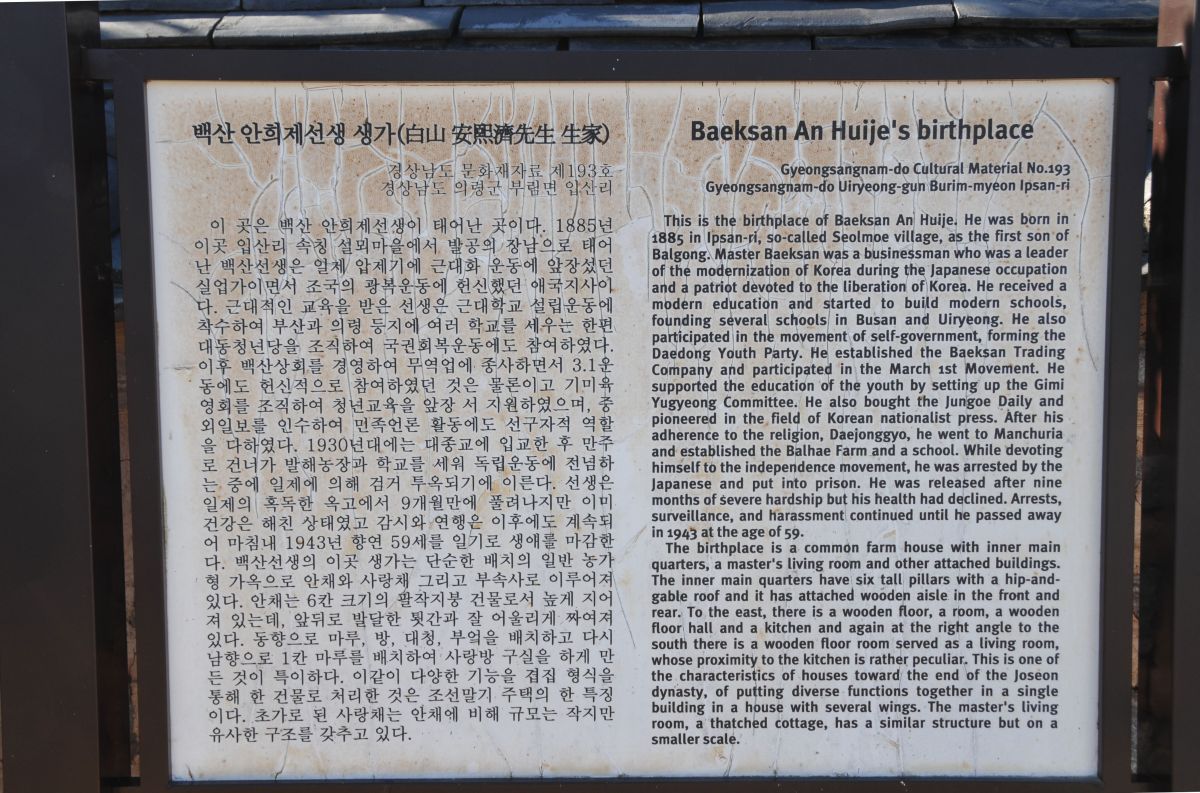 백산 안희제선생 생가(白山 安熙濟先生 生家)
경상남도 문화재자료 제193호
경상남도 의령군 부림면 입산리
이 곳은 백산 안희제선생이 태어난 곳이다. 1885년
이곳 입산리 속칭 설뫼마을에서 발공의 장남으로 태어
난 백산선생은 일제 압제기에 근대화 운동에 앞장섰던
실업가이면서 조국의 광복운동에 헌신했던 애국지사이
다. 근대적인 교육을 받은 선생은 근대학교 설립운동에
착수하여 부산과 의령 등지에 여러 학교를 세우는 한편
대동청년당을 조직하여 국권회복운동에도 참여하였다.
이후 백산상회를 경영하여 무역업에 종사하면서 3.1운
동에도 헌신적으로 참여하였던 것은 물론이고 기미육
영회를 조직하여 청년교육을 앞장 서 지원하였으며, 중
외일보를 인수하여 민족언론 활동에도 선구자적 역할
을 다하였다. 1930년대에는 대종교에 입교한 후 만주
로 건너가 발해농장과 학교를 세워 독립운동에 전념하
는 중에 일제에 의해 검거 투옥되기에 이른다. 선생은
일제의 혹독한 옥고에서 9개월만에 풀려나지만 이미
건강은 해친 상태였고 감시와 연행은 이후에도 계속되
어 마침내 1943년 향연 59세를 일기로 생애를 마감한
다. 백산선생의 이곳 생가는 단순한 배치의 일반 농가
형 가옥으로 안채와 사랑채 그리고 부속사로 이루어져
있다. 안채는 6칸 크기의 팔작지붕 건물로서 높게 지어
져 있는데, 앞뒤로 발달한 툇간과 잘 어울리게 짜여져
있다. 동향으로 마루, 방, 대청, 부엌을 배치하고 다시
남향으로 1칸 마루를 배치하여 사랑방 구실을 하게 만
든 것이 특이하다. 이같이 다양한 기능을 겹집 형식을
통해 한 건물로 처리한 것은 조선말기 주택의 한 특징
이다. 초가로 된 사랑채는 안채에 비해 규모는 작지만
유사한 구조를 갖추고 있다.
Baeksan An Huije's birthplace
Gyeongsangnam-do Cultural Material No.193
Gyeongsangnam-do Uiryeong-gun Burim-myeon Ipsan-ri
This is the birthplace of Baeksan An Huije. He was born in
1885 in Ipsan-ri, so-called Seolmoe village, as the first son of
Balgong. Master Baeksan was a businessman who was a leader
of the modernization of Korea during the Japanese occupation
and a patriot devoted to the liberation of Korea. He received a
modern education and started to build modern schools,
founding several schools in Busan and Uiryeong. He also
participated in the movement of self-government, forming the
Daedong Youth Party. He established the Baeksan Trading
Company and participated in the March 1st Movement. He
supported the education of the youth by setting up the Gimi
Yugyeong Committee. He also bought the Jungoe Daily and
pioneered in the field of Korean nationalist press. After his
adherence to the religion, Daejonggyo, he went to Manchuria
and established the Balhae Farm and a school. While devoting
himself to the independence movement, he was arrested by the
Japanese and put into prison. He was released after nine
months of severe hardship but his health had declined. Arrests,
surveillance, and harassment continued until he passed away
in 1943 at the age of 59.
The birthplace is a common farm house with inner main
quarters, a master's living room and other attached buildings.
The inner main quarters have six tall pillars with a hip-and-
gable roof and it has attached wooden aisle in the front and
rear. To the east, there is a wooden floor, a room, a wooden
floor hall and a kitchen and again at the right angle to the
south there is a wooden floor room served as a living room,
whose proximity to the kitchen is rather peculiar. This is one of
the characteristics of houses toward the end of the Joseon
dynasty, of putting diverse functions together in a single
building in a house with several wings. The master's living
room, a thatched cottage, has a similar structure but on a
smaller scale.